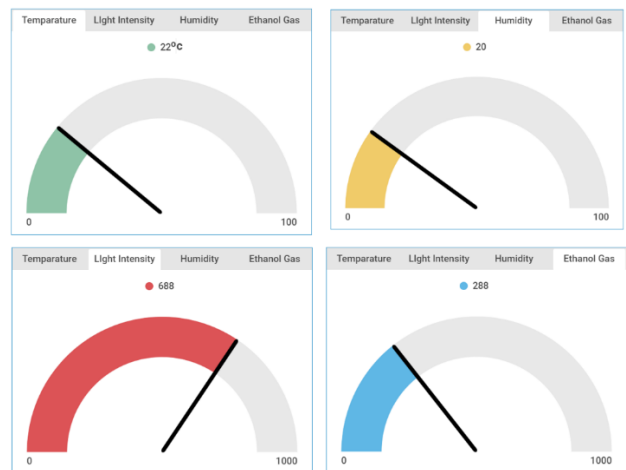 Temparature LIght Intensity Humidity Ethanol Gas
22⁰C
0 100
Temparature LIght Intensity Humidity Ethanol Gas
20
0 100
Temparature LIght Intensity Humidity Ethanol Gas
688
0 1000
Temparature LIght Intensity Humidity Ethanol Gas
288
0 1000